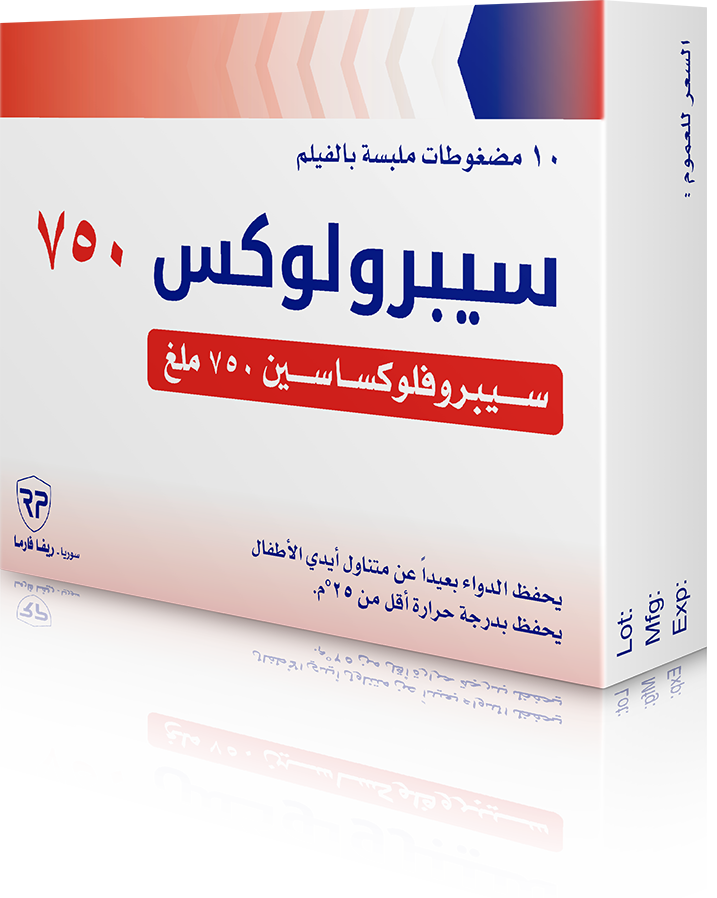 ١٠ مضغوطات ملبسة بالفيلم
سيبرولوكس ٧٥٠
سيبروفلوكساسين ٧٥٠ ملغ
يحفظ الدواء بعيداً عن متناول أيدي الأطفال
يحفظ بدرجة حرارة أقل من ٢٥°م.
RP
سوريا - ريفا فارما
السعر للعموم :
Lot:
Mfg:
Exp: